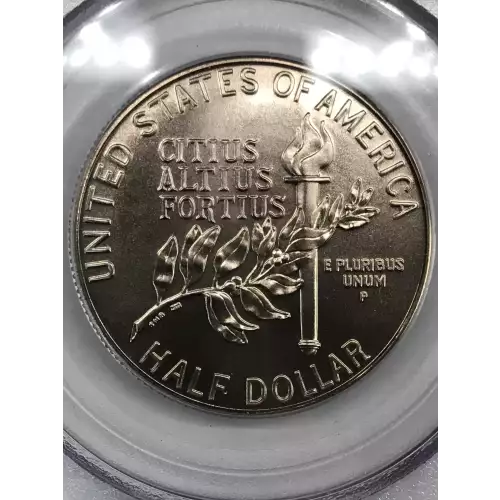 UNITED STATES OF AMERICA
CITIUS
ALTIUS
FORTIUS
E PLURIBUS
UNUM
P
HALF DOLLAR